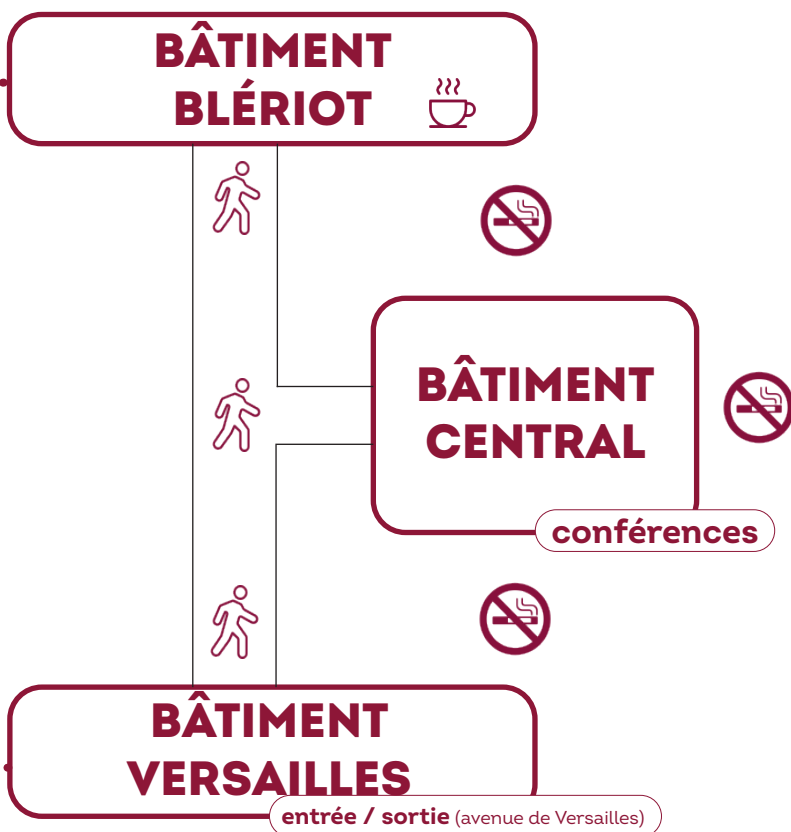 BÂTIMENT
BLÉRIOT
BÂTIMENT
CENTRAL
conférences
BÂTIMENT
VERSAILLES
entrée / sortie (avenue de Versailles)